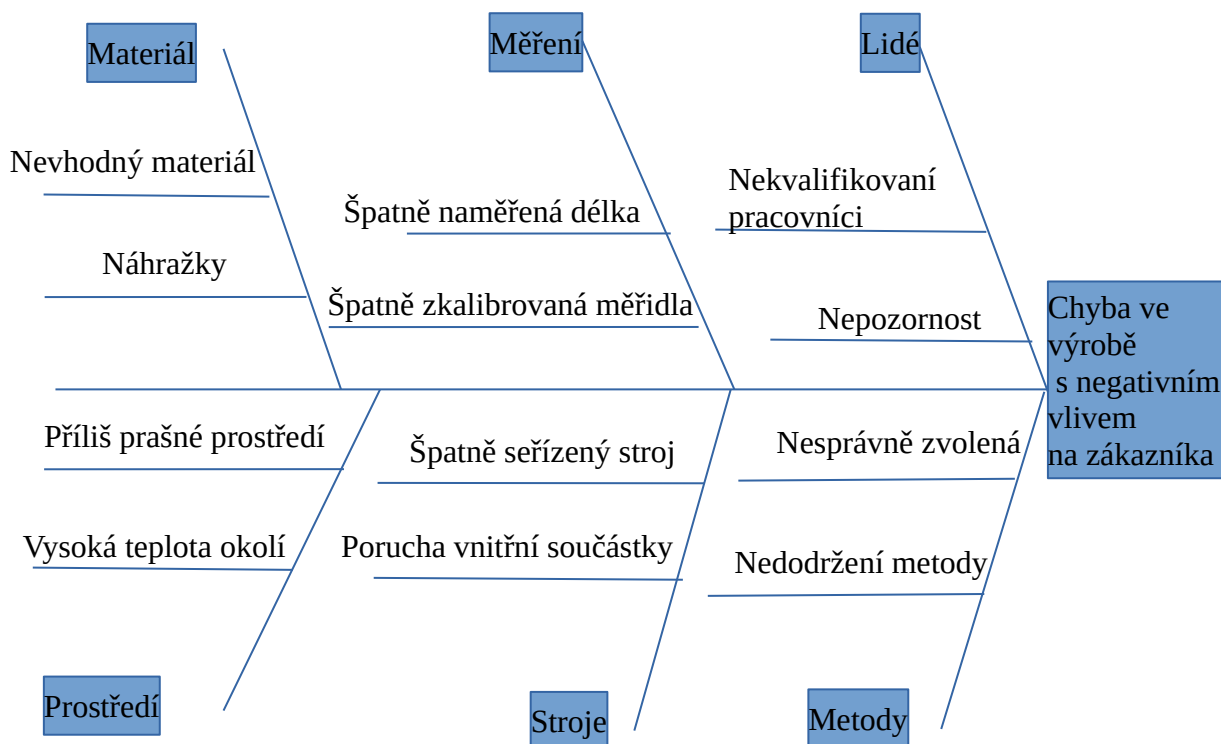 Materiál
Měření
Lidé
Nevhodný materiál
Náhražky
Špatně naměřená délka
Špatně zkalibrovaná měřidla
Nekvalifikovaní
pracovníci
Nepozornost
Chyba ve
výrobě
s negativním
vlivem
na zákazníka
Příliš prašné prostředí
Vysoká teplota okolí
Špatně seřízený stroj
Porucha vnitřní součástky
Nesprávně zvolená
Nedodržení metody
Prostředí
Stroje
Metody